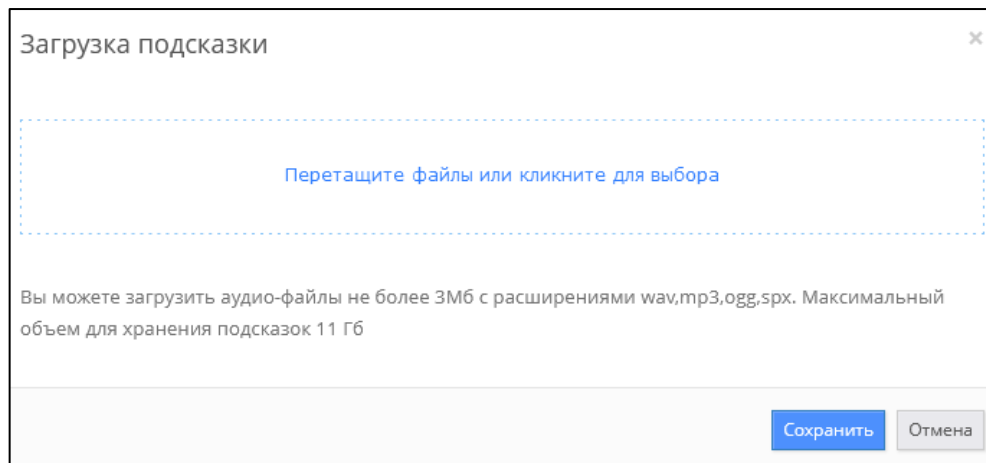 Загрузка подсказки ×
Перетащите файлы или кликните для выбора
Вы можете загрузить аудио-файлы не более 3Мб с расширениями wav,mp3,ogg,spx. Максимальный
объем для хранения подсказок 11 Гб
Сохранить Отмена